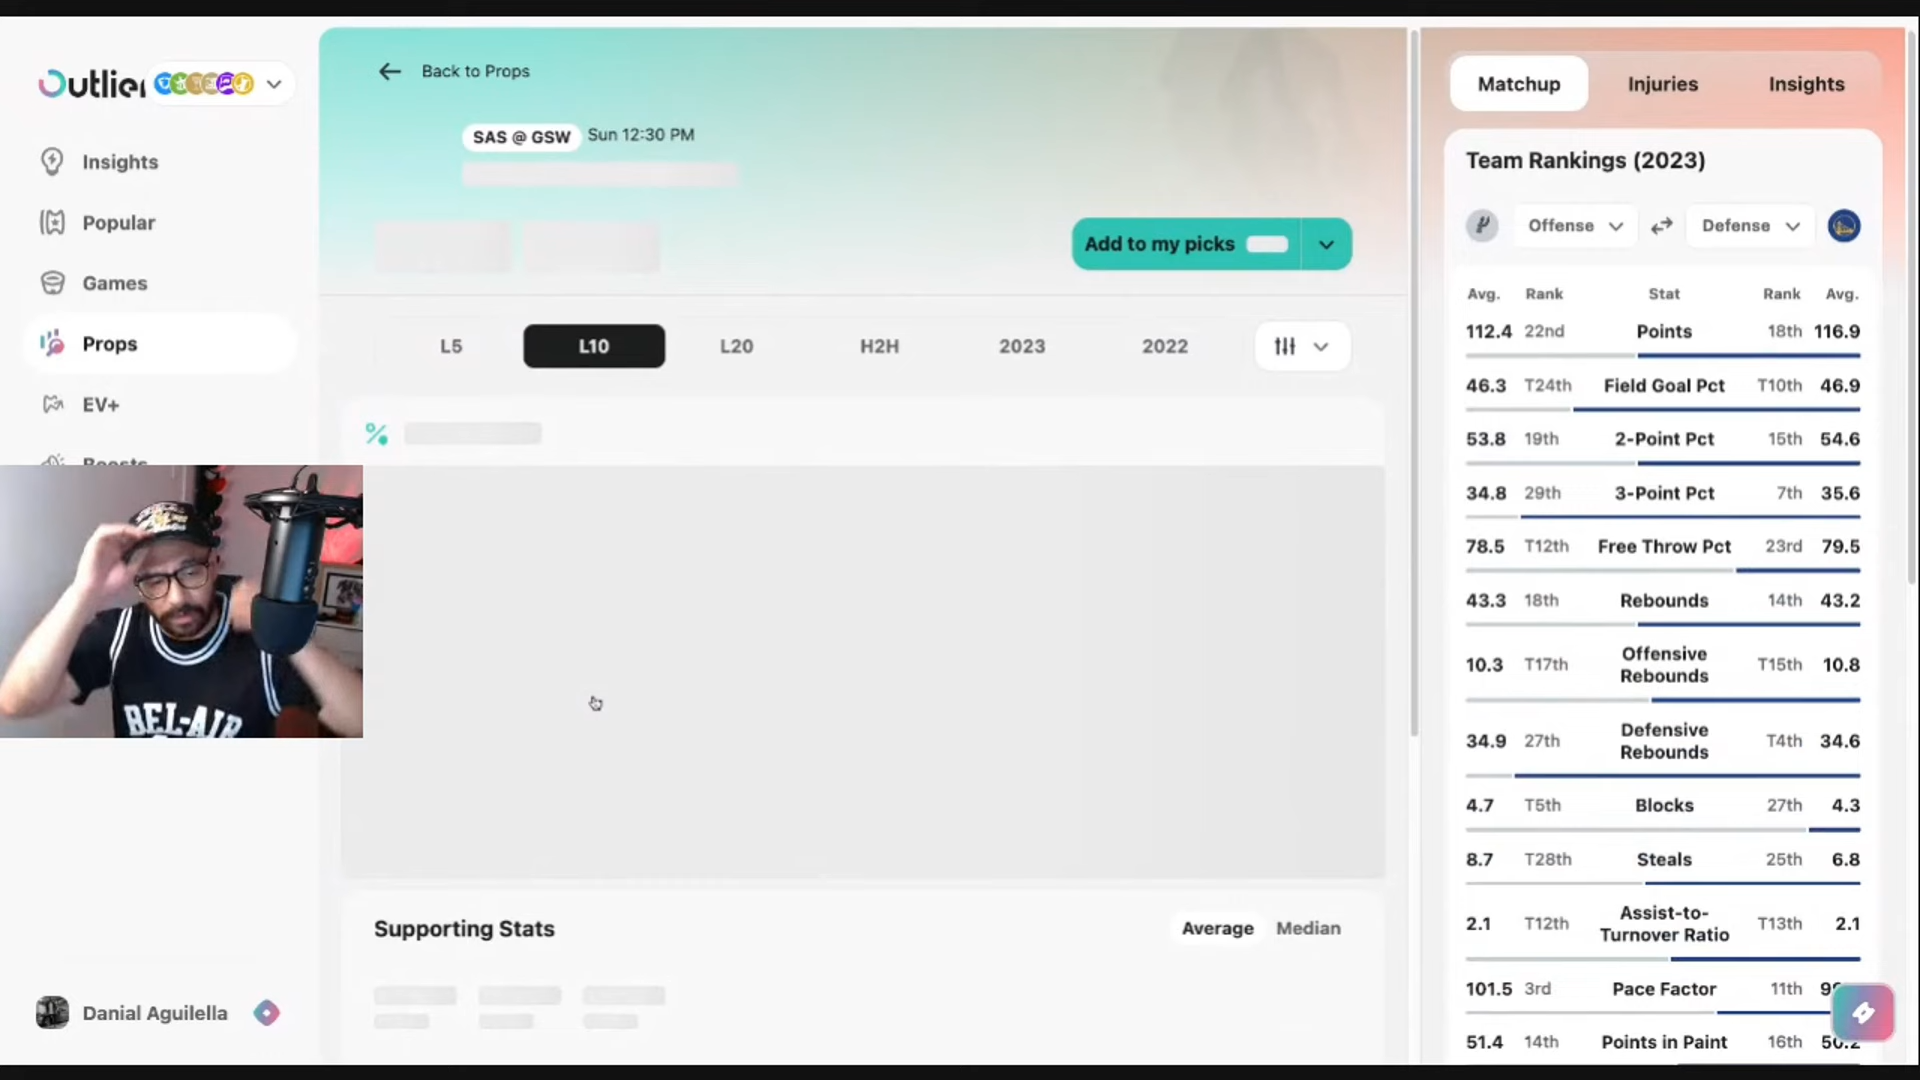 Outlier
Insights
Popular
Games
Props
EV+
Boosts
Danial Aguilella
Back to Props
SAS @ GSW Sun 12:30 PM
Add to my picks
L5 L10 L20 H2H 2023 2022
Supporting Stats
Average Median
BEL-AIR
Matchup Injuries Insights
Team Rankings (2023)
Offense Defense
Avg. Rank Stat Rank Avg.
112.4 22nd Points 18th 116.9
46.3 T24th Field Goal Pct T10th 46.9
53.8 19th 2-Point Pct 15th 54.6
34.8 29th 3-Point Pct 7th 35.6
78.5 T12th Free Throw Pct 23rd 79.5
43.3 18th Rebounds 14th 43.2
10.3 T17th Offensive
Rebounds T15th 10.8
34.9 27th Defensive
Rebounds T4th 34.6
4.7 T5th Blocks 27th 4.3
8.7 T28th Steals 25th 6.8
2.1 T12th Assist-to-
Turnover Ratio T13th 2.1
101.5 3rd Pace Factor 11th
51.4 14th Points in Paint 16th 50.2